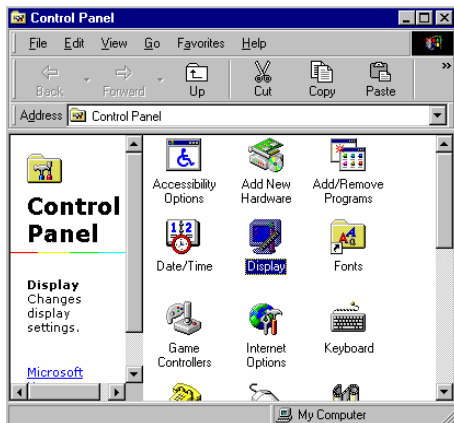 Control Panel
File Edit View Go Favorites Help
Back Forward Up Cut Copy Paste »
Address Control Panel
Control
Panel
Display
Changes
display
settings.
Microsoft
Accessibility
Options
Add New
Hardware
Add/Remove
Programs
Date/Time
Display
Fonts
Game
Controllers
Internet
Options
Keyboard
My Computer